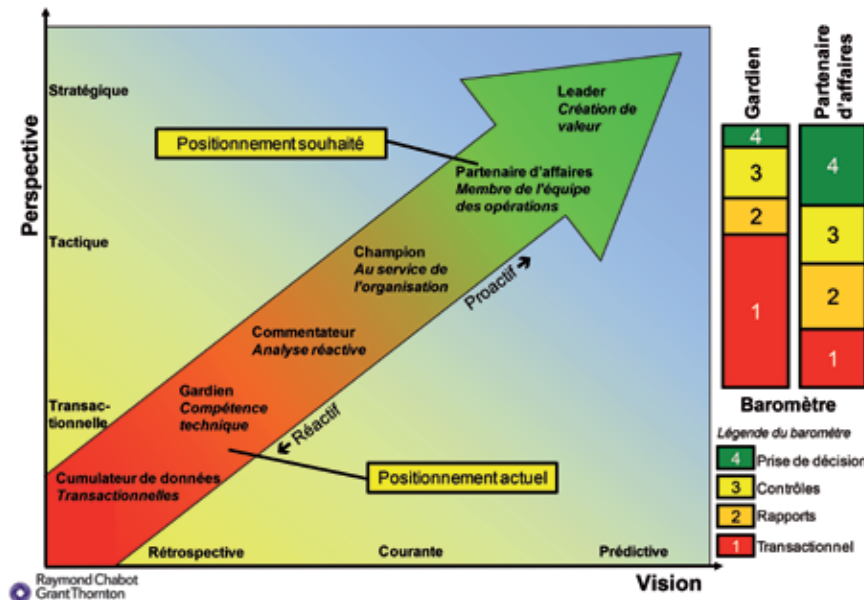 Perspective
Stratégique
Tactique
Transac-
tionnelle
Positionnement souhaité
Leader
Création de
valeur
Partenaire d'affaires
Membre de l'équipe
des opérations
Champion
Au service de
l'organisation
Proactif
Commentateur
Analyse réactive
Gardien
Compétence
technique
Réactif
Cumulateur de données
Transactionnelles
Positionnement actuel
Rétrospective
Courante
Prédictive
Vision
Raymond Chabot
Grant Thornton
Gardien
4
3
2
1
Partenaire
d'affaires
4
3
2
1
Baromètre
Légende du baromètre
4 Prise de décision
3 Contrôles
2 Rapports
1 Transactionnel